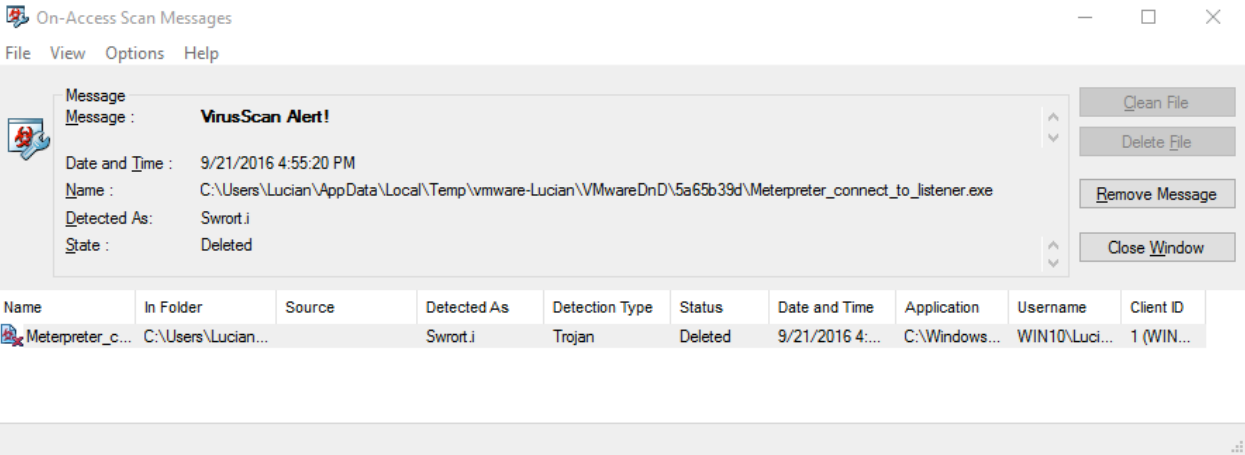 On-Access Scan Messages
File View Options Help
Message
Message : VirusScan Alert!
Date and Time : 9/21/2016 4:55:20 PM
Name : C:\Users\Lucian\AppData\Local\Temp\vmware-Lucian\VMwareDnD\5a65b39d\Meterpreter_connect_to_listener.exe
Detected As: Swrort.i
State : Deleted
Clean File
Delete File
Remove Message
Close Window
Name In Folder Source Detected As Detection Type Status Date and Time Application Username Client ID
Meterpreter_c... C:\Users\Lucian... Swrort.i Trojan Deleted 9/21/2016 4:... C:\Windows... WIN10\Luci... 1 (WIN...